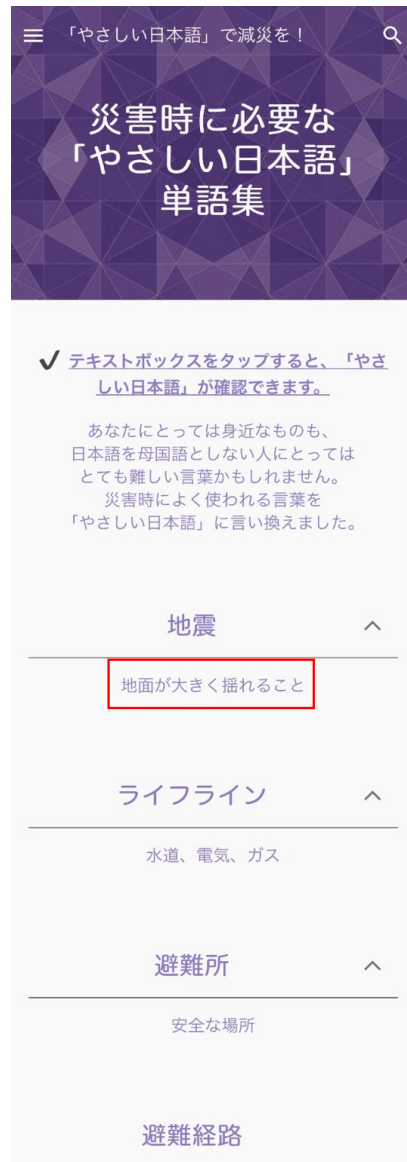 「やさしい日本語」で減災を！
災害時に必要な
「やさしい日本語」
単語集
テキストボックスをタップすると、「やさ
しい日本語」が確認できます。
あなたにとっては身近なものも、
日本語を母国語としない人にとっては
とても難しい言葉かもしれません。
災害時によく使われる言葉を
「やさしい日本語」に言い換えました。
地震
地面が大きく揺れること
ライフライン
水道、電気、ガス
避難所
安全な場所
避難経路